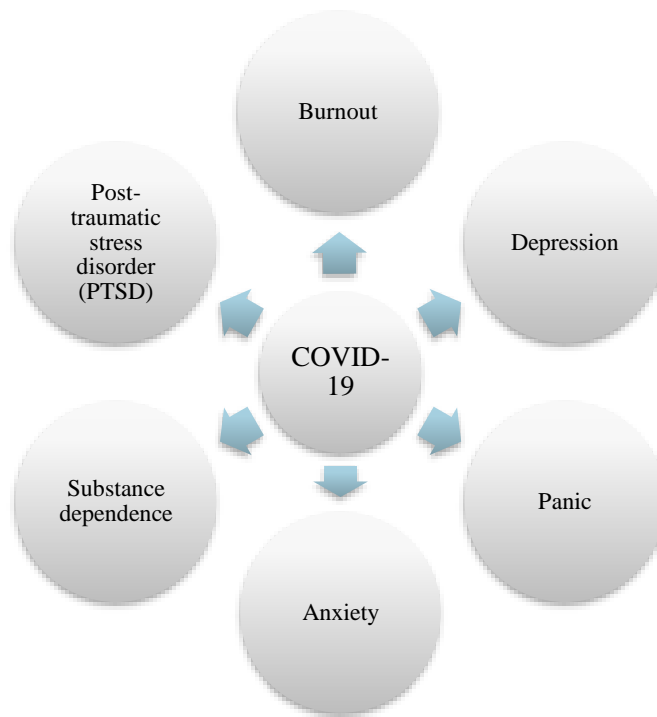 Burnout
Post-
traumatic
stress
disorder
(PTSD)
Depression
COVID-
19
Substance
dependence
Panic
Anxiety